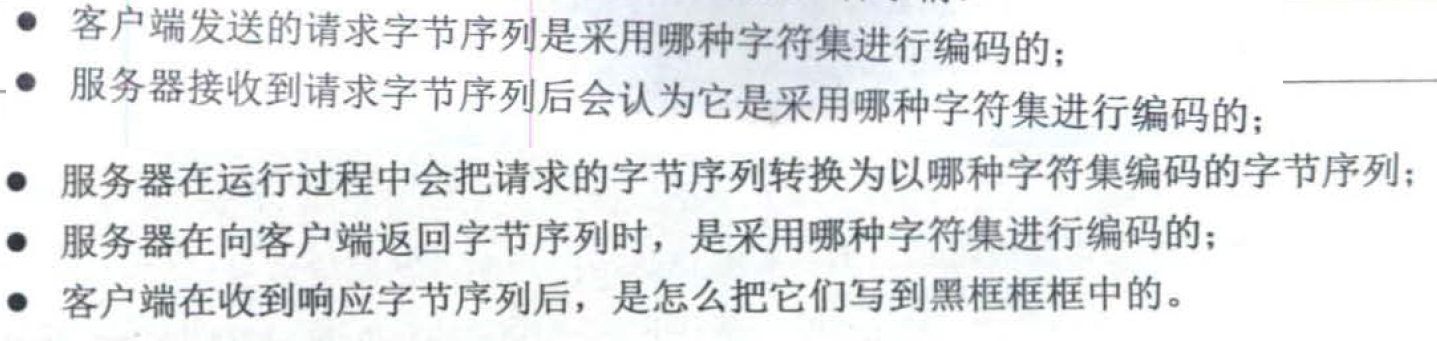 ● 客户端发送的请求字节序列是采用哪种字符集进行编码的；
● 服务器接收到请求字节序列后会认为它是采用哪种字符集进行编码的；
● 服务器在运行过程中会把请求的字节序列转换为以哪种字符集编码的字节序列；
● 服务器在向客户端返回字节序列时，是采用哪种字符集进行编码的；
● 客户端在收到响应字节序列后，是怎么把它们写到黑框框框中的。